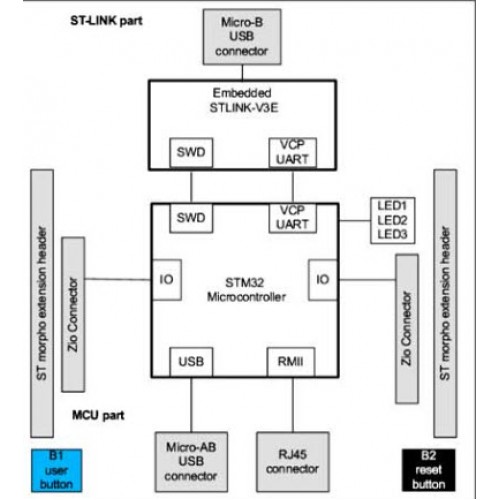 ST-LINK part
Micro-B
USB
connector
Embedded
STLINK-V3E
SWD
VCP
UART
SWD
VCP
UART
LED1
LED2
LED3
ST morpho extension header
Zio Connector
IO
STM32
Microcontroller
IO
Zio Connector
ST morpho extension header
USB
RMII
MCU part
B1
user
button
Micro-AB
USB
connector
RJ45
connector
B2
reset
button